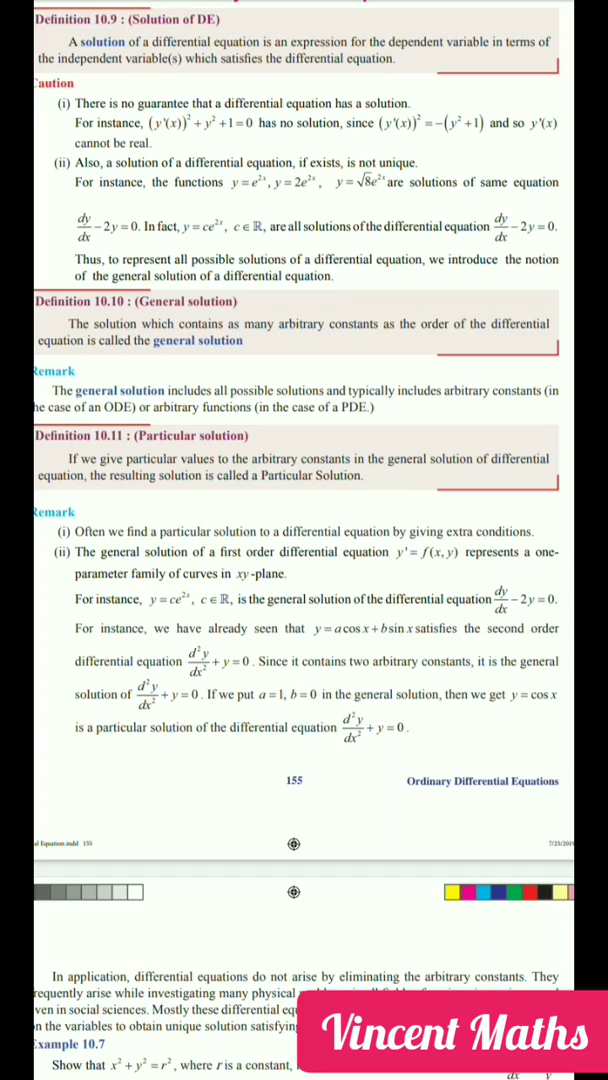 Definition 10.9 : (Solution of DE)
A solution of a differential equation is an expression for the dependent variable in terms of
the independent variable(s) which satisfies the differential equation.
Caution
(i) There is no guarantee that a differential equation has a solution.
For instance, (y'(x))² + y² + 1 = 0 has no solution, since (y'(x))² = −(y² + 1) and so y'(x)
cannot be real.
(ii) Also, a solution of a differential equation, if exists, is not unique.
For instance, the functions y = e²ˣ, y = 2e²ˣ, y = √8e²ˣ are solutions of same equation
dy/dx − 2y = 0. In fact, y = ce²ˣ, c ∈ ℝ, are all solutions of the differential equation dy/dx − 2y = 0.
Thus, to represent all possible solutions of a differential equation, we introduce the notion
of the general solution of a differential equation.
Definition 10.10 : (General solution)
The solution which contains as many arbitrary constants as the order of the differential
equation is called the general solution
Remark
The general solution includes all possible solutions and typically includes arbitrary constants (in
he case of an ODE) or arbitrary functions (in the case of a PDE.)
Definition 10.11 : (Particular solution)
If we give particular values to the arbitrary constants in the general solution of differential
equation, the resulting solution is called a Particular Solution.
Remark
(i) Often we find a particular solution to a differential equation by giving extra conditions.
(ii) The general solution of a first order differential equation y' = f(x, y) represents a one-
parameter family of curves in xy-plane.
For instance, y = ce²ˣ, c ∈ ℝ, is the general solution of the differential equation dy/dx − 2y = 0.
For instance, we have already seen that y = a cos x + b sin x satisfies the second order
differential equation d²y/dx² + y = 0. Since it contains two arbitrary constants, it is the general
solution of d²y/dx² + y = 0. If we put a = 1, b = 0 in the general solution, then we get y = cos x
is a particular solution of the differential equation d²y/dx² + y = 0.
155 Ordinary Differential Equations
al Equation.indd 155 7/25/201
In application, differential equations do not arise by eliminating the arbitrary constants. They
requently arise while investigating many physical
ven in social sciences. Mostly these differential equ
n the variables to obtain unique solution satisfying
Example 10.7
Show that x² + y² = r², where r is a constant,
dx y
Vincent Maths